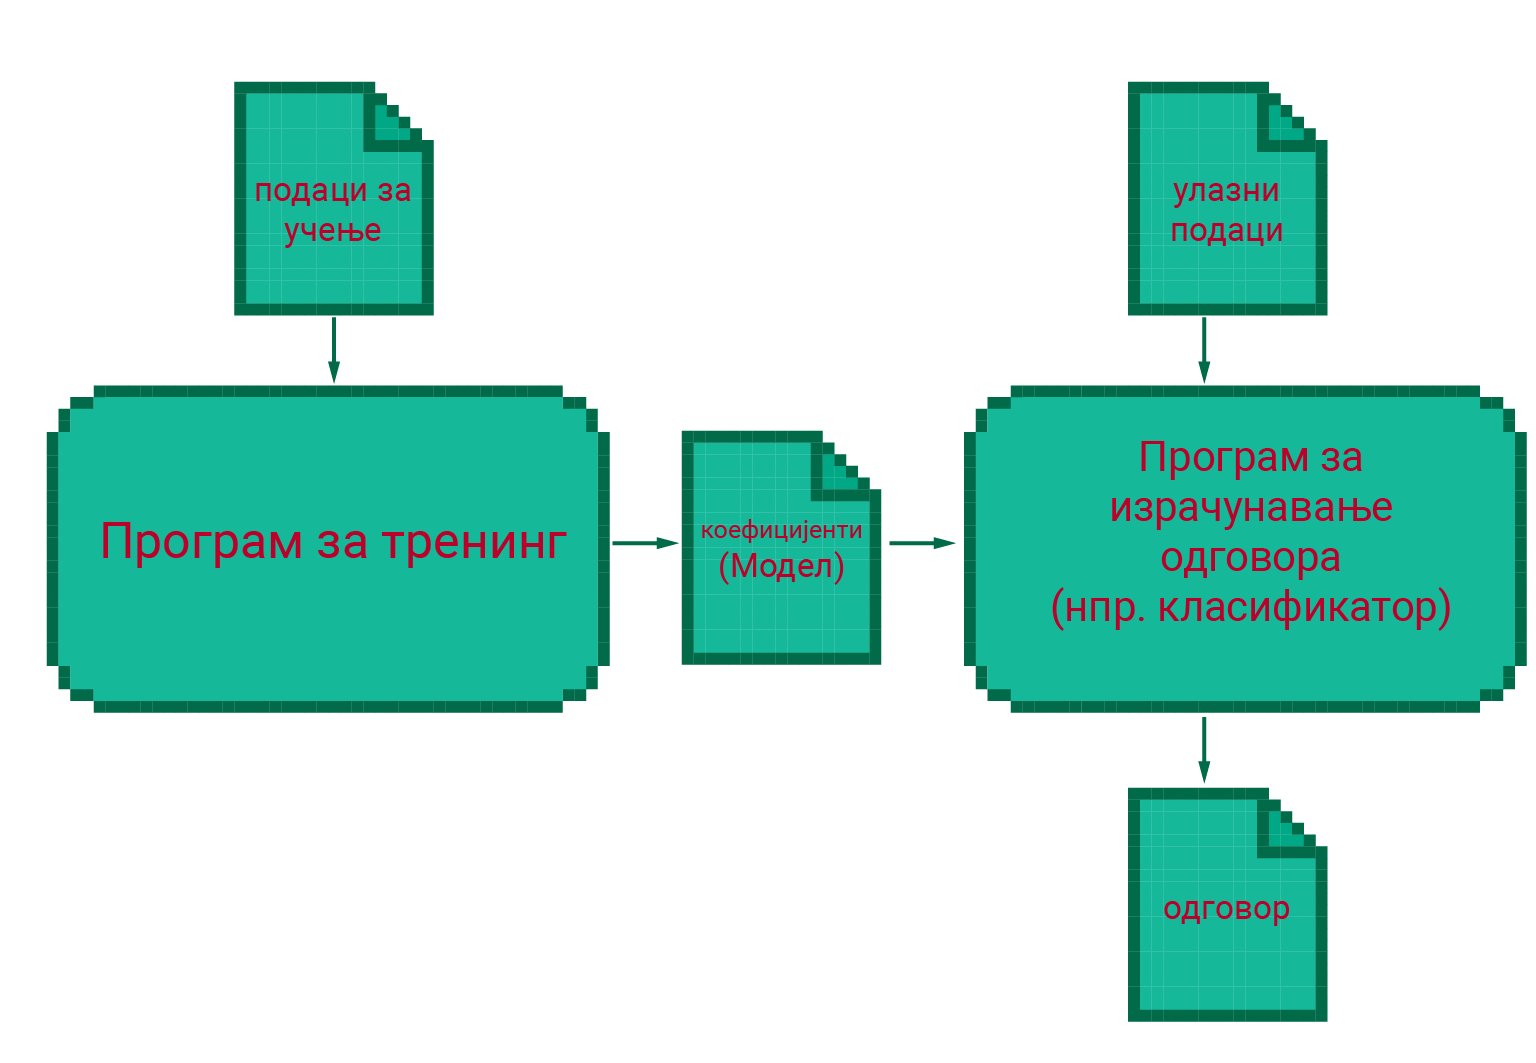 подаци за
учење
улазни
подаци
Програм за тренинг
коефицијенти
(Модел)
Програм за
израчунавање
одговора
(нпр. класификатор)
одговор